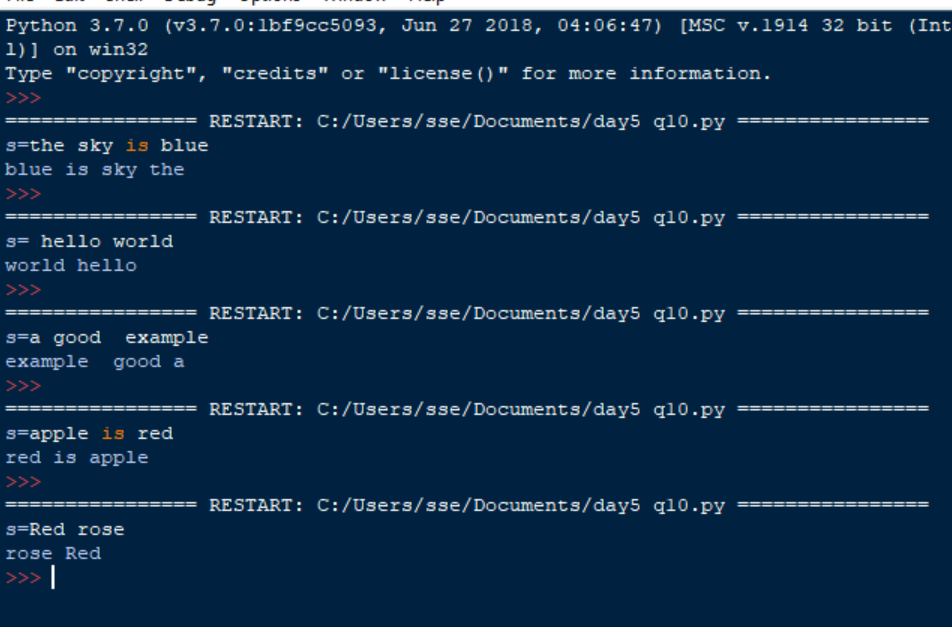 Python 3.7.0 (v3.7.0:1bf9cc5093, Jun 27 2018, 04:06:47) [MSC v.1914 32 bit (Int
l)] on win32
Type "copyright", "credits" or "license()" for more information.
>>>
================ RESTART: C:/Users/sse/Documents/day5 q10.py ================
s=the sky is blue
blue is sky the
>>>
================ RESTART: C:/Users/sse/Documents/day5 q10.py ================
s= hello world
world hello
>>>
================ RESTART: C:/Users/sse/Documents/day5 q10.py ================
s=a good  example
example  good a
>>>
================ RESTART: C:/Users/sse/Documents/day5 q10.py ================
s=apple is red
red is apple
>>>
================ RESTART: C:/Users/sse/Documents/day5 q10.py ================
s=Red rose
rose Red
>>>